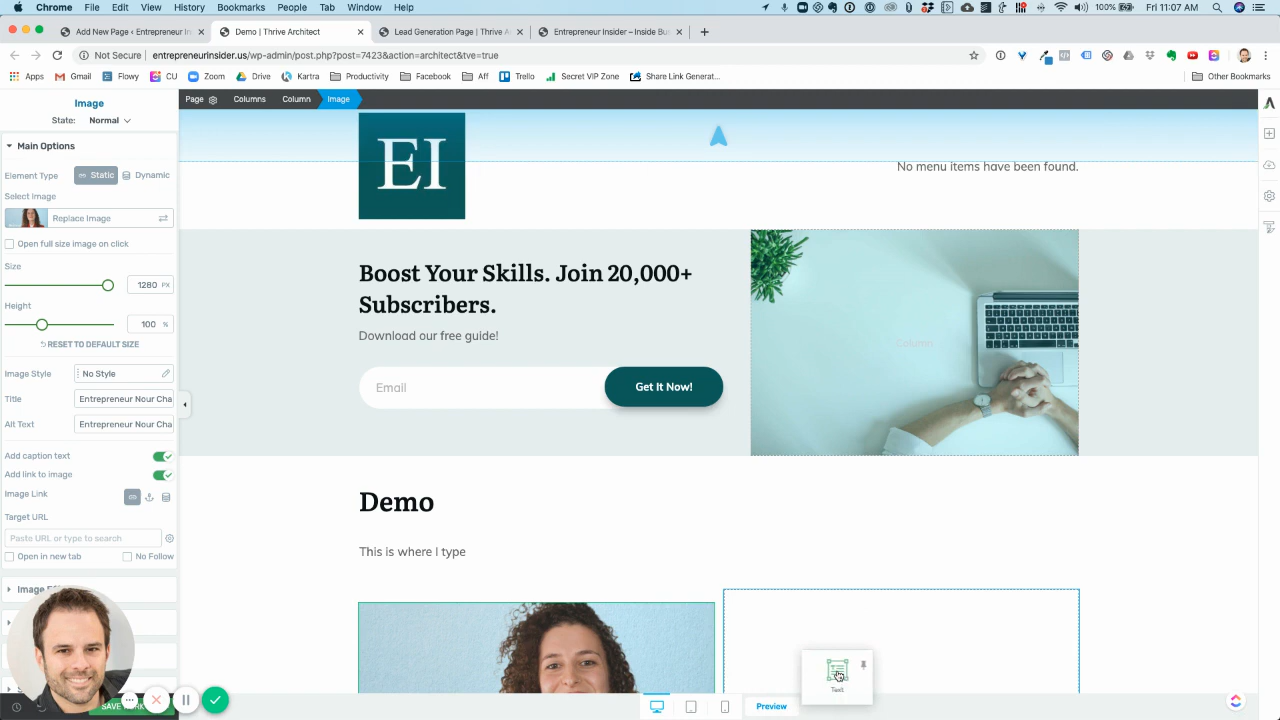 Chrome File Edit View History Bookmarks People Tab Window Help
100% Fri 11:07 AM
Add New Page ‹ Entrepreneur In
Demo | Thrive Architect
Lead Generation Page | Thrive A
Entrepreneur Insider – Inside Bu
Not Secure | entrepreneurinsider.us/wp-admin/post.php?post=7423&action=architect&tve=true
Apps Gmail Flowy CU Zoom Drive Kartra Productivity Facebook Aff Trello Secret VIP Zone Share Link Generat... Other Bookmarks
Image
Page Columns Column Image
State: Normal
Main Options
Element Type Static Dynamic
Select Image
Replace Image
Open full size image on click
Size
1280 PX
Height
100 %
RESET TO DEFAULT SIZE
Image Style No Style
Title Entrepreneur Nour Cha
Alt Text Entrepreneur Nour Cha
Add caption text
Add link to image
Image Link
Target URL
Paste URL or type to search
Open in new tab No Follow
EI
No menu items have been found.
Boost Your Skills. Join 20,000+
Subscribers.
Download our free guide!
Email
Get It Now!
Column
Demo
This is where I type
Text
Preview